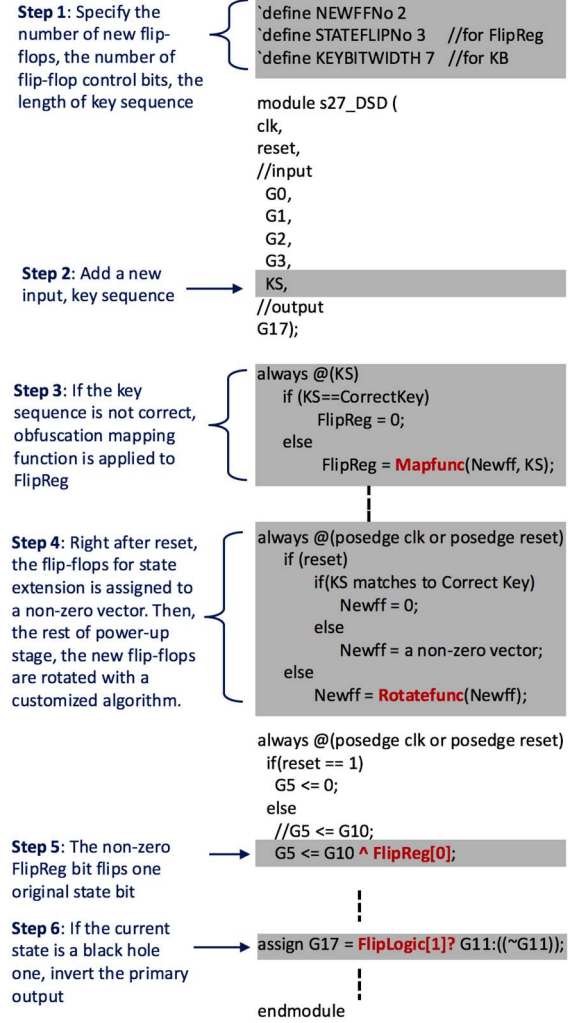 Step 1: Specify the
number of new flip-
flops, the number of
flip-flop control bits, the
length of key sequence
`define NEWFFNo 2
`define STATEFLIPNo 3 //for FlipReg
`define KEYBITWIDTH 7 //for KB
module s27_DSD (
clk,
reset,
//input
G0,
G1,
G2,
G3,
Step 2: Add a new
input, key sequence
KS,
//output
G17);
Step 3: If the key
sequence is not correct,
obfuscation mapping
function is applied to
FlipReg
always @(KS)
if (KS==CorrectKey)
FlipReg = 0;
else
FlipReg = Mapfunc(Newff, KS);
Step 4: Right after reset,
the flip-flops for state
extension is assigned to
a non-zero vector. Then,
the rest of power-up
stage, the new flip-flops
are rotated with a
customized algorithm.
always @(posedge clk or posedge reset)
if (reset)
if(KS matches to Correct Key)
Newff = 0;
else
Newff = a non-zero vector;
else
Newff = Rotatefunc(Newff);
always @(posedge clk or posedge reset)
if(reset == 1)
G5 <= 0;
else
//G5 <= G10;
Step 5: The non-zero
FlipReg bit flips one
original state bit
G5 <= G10 ^ FlipReg[0];
Step 6: If the current
state is a black hole
one, invert the primary
output
assign G17 = FlipLogic[1]? G11:((~G11));
endmodule